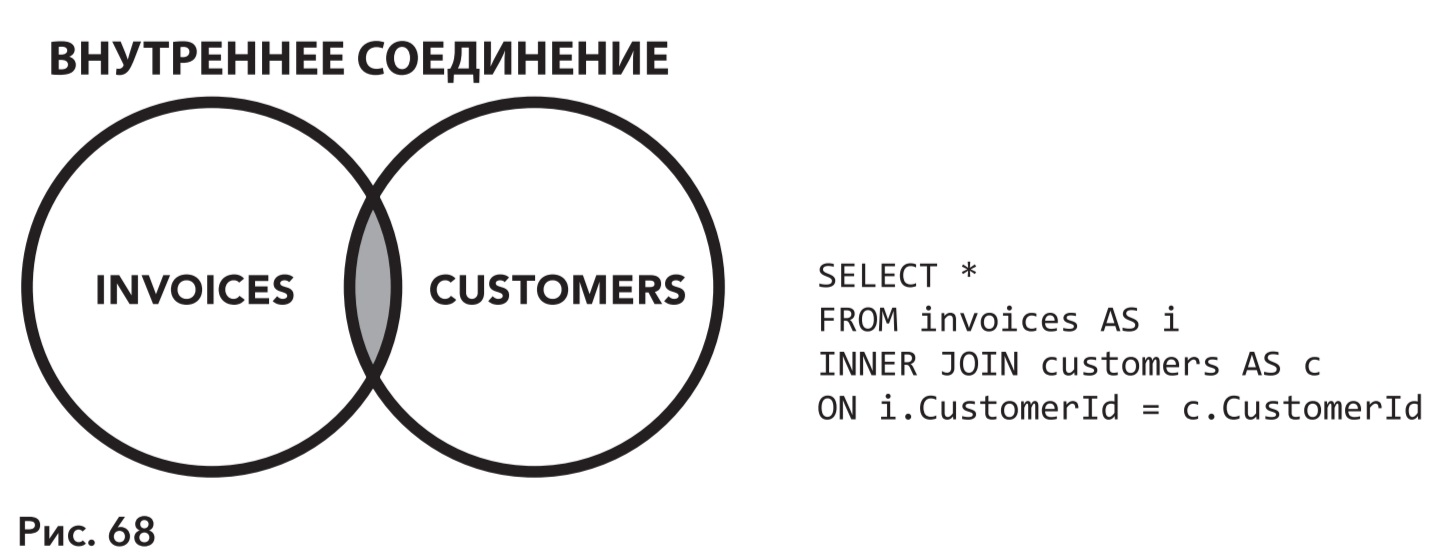 ВНУТРЕННЕЕ СОЕДИНЕНИЕ
INVOICES
CUSTOMERS
SELECT *
FROM invoices AS i
INNER JOIN customers AS c
ON i.CustomerId = c.CustomerId
Рис. 68